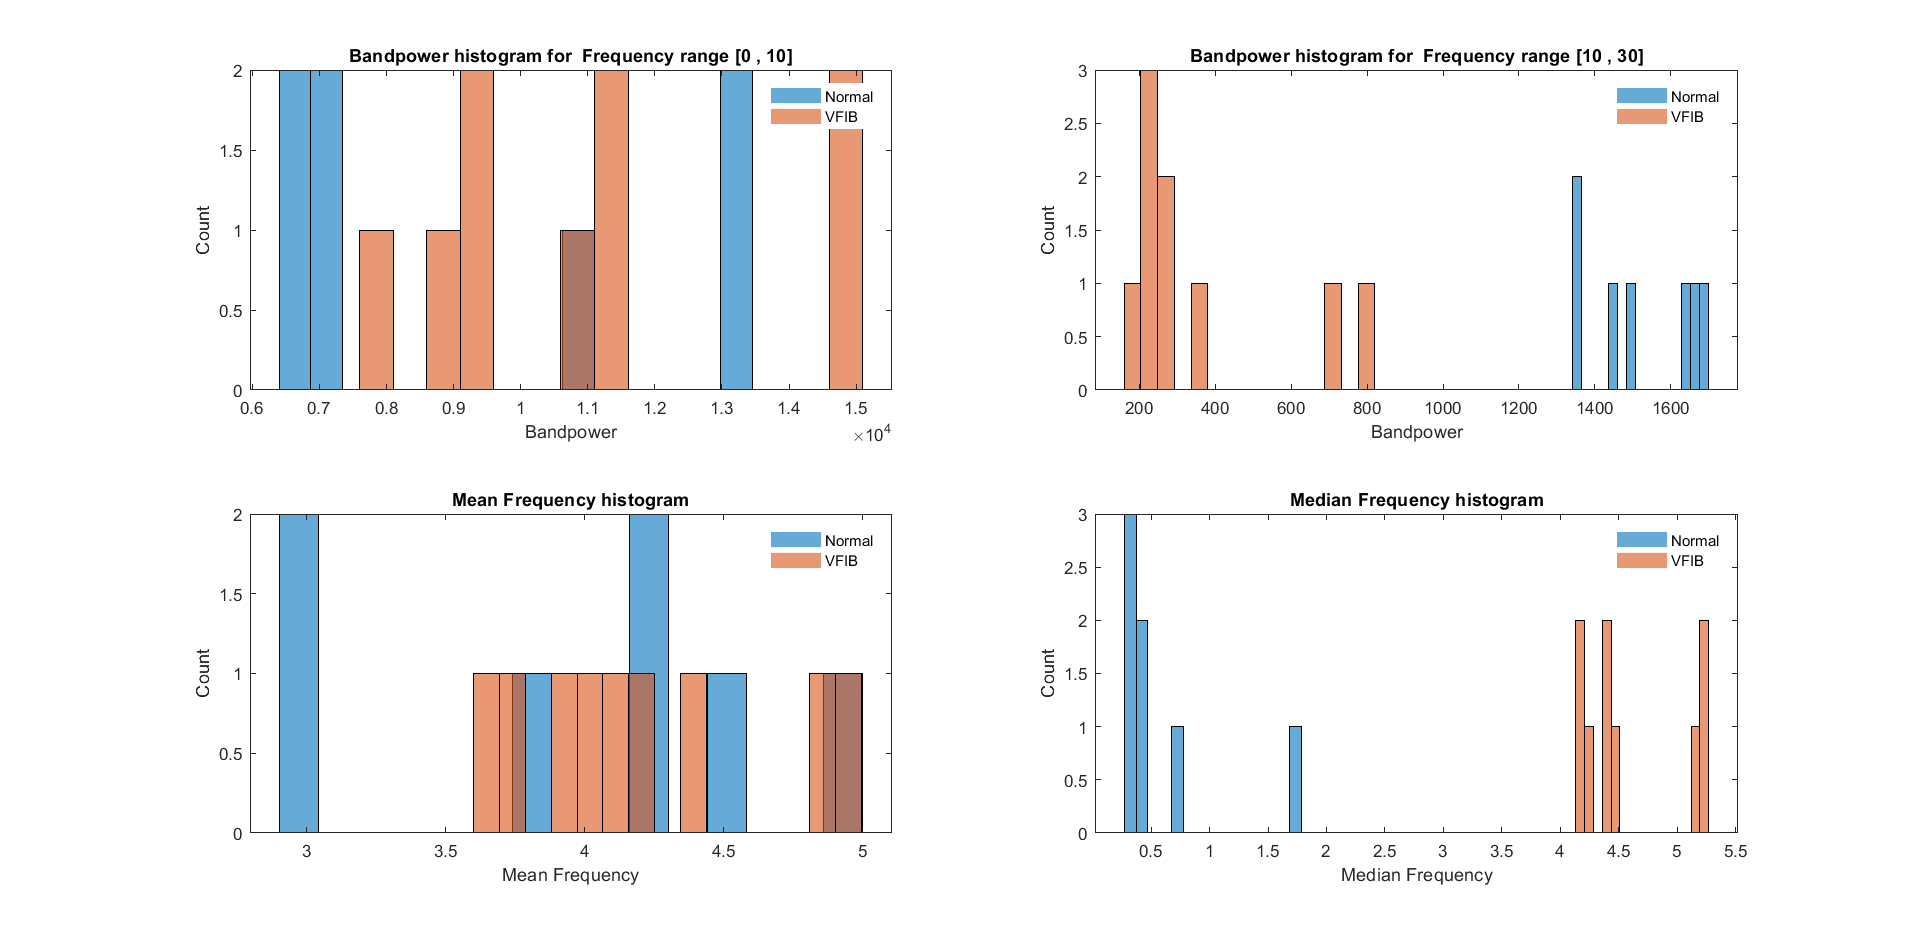 Bandpower histogram for  Frequency range [0 , 10]
2
1.5
1
0.5
0
Count
Normal
VFIB
0.6 0.7 0.8 0.9 1 1.1 1.2 1.3 1.4 1.5
Bandpower
×10^4
Bandpower histogram for  Frequency range [10 , 30]
3
2.5
2
1.5
1
0.5
0
Count
Normal
VFIB
200 400 600 800 1000 1200 1400 1600
Bandpower
Mean Frequency histogram
2
1.5
1
0.5
0
Count
Normal
VFIB
3 3.5 4 4.5 5
Mean Frequency
Median Frequency histogram
3
2.5
2
1.5
1
0.5
0
Count
Normal
VFIB
0.5 1 1.5 2 2.5 3 3.5 4 4.5 5 5.5
Median Frequency